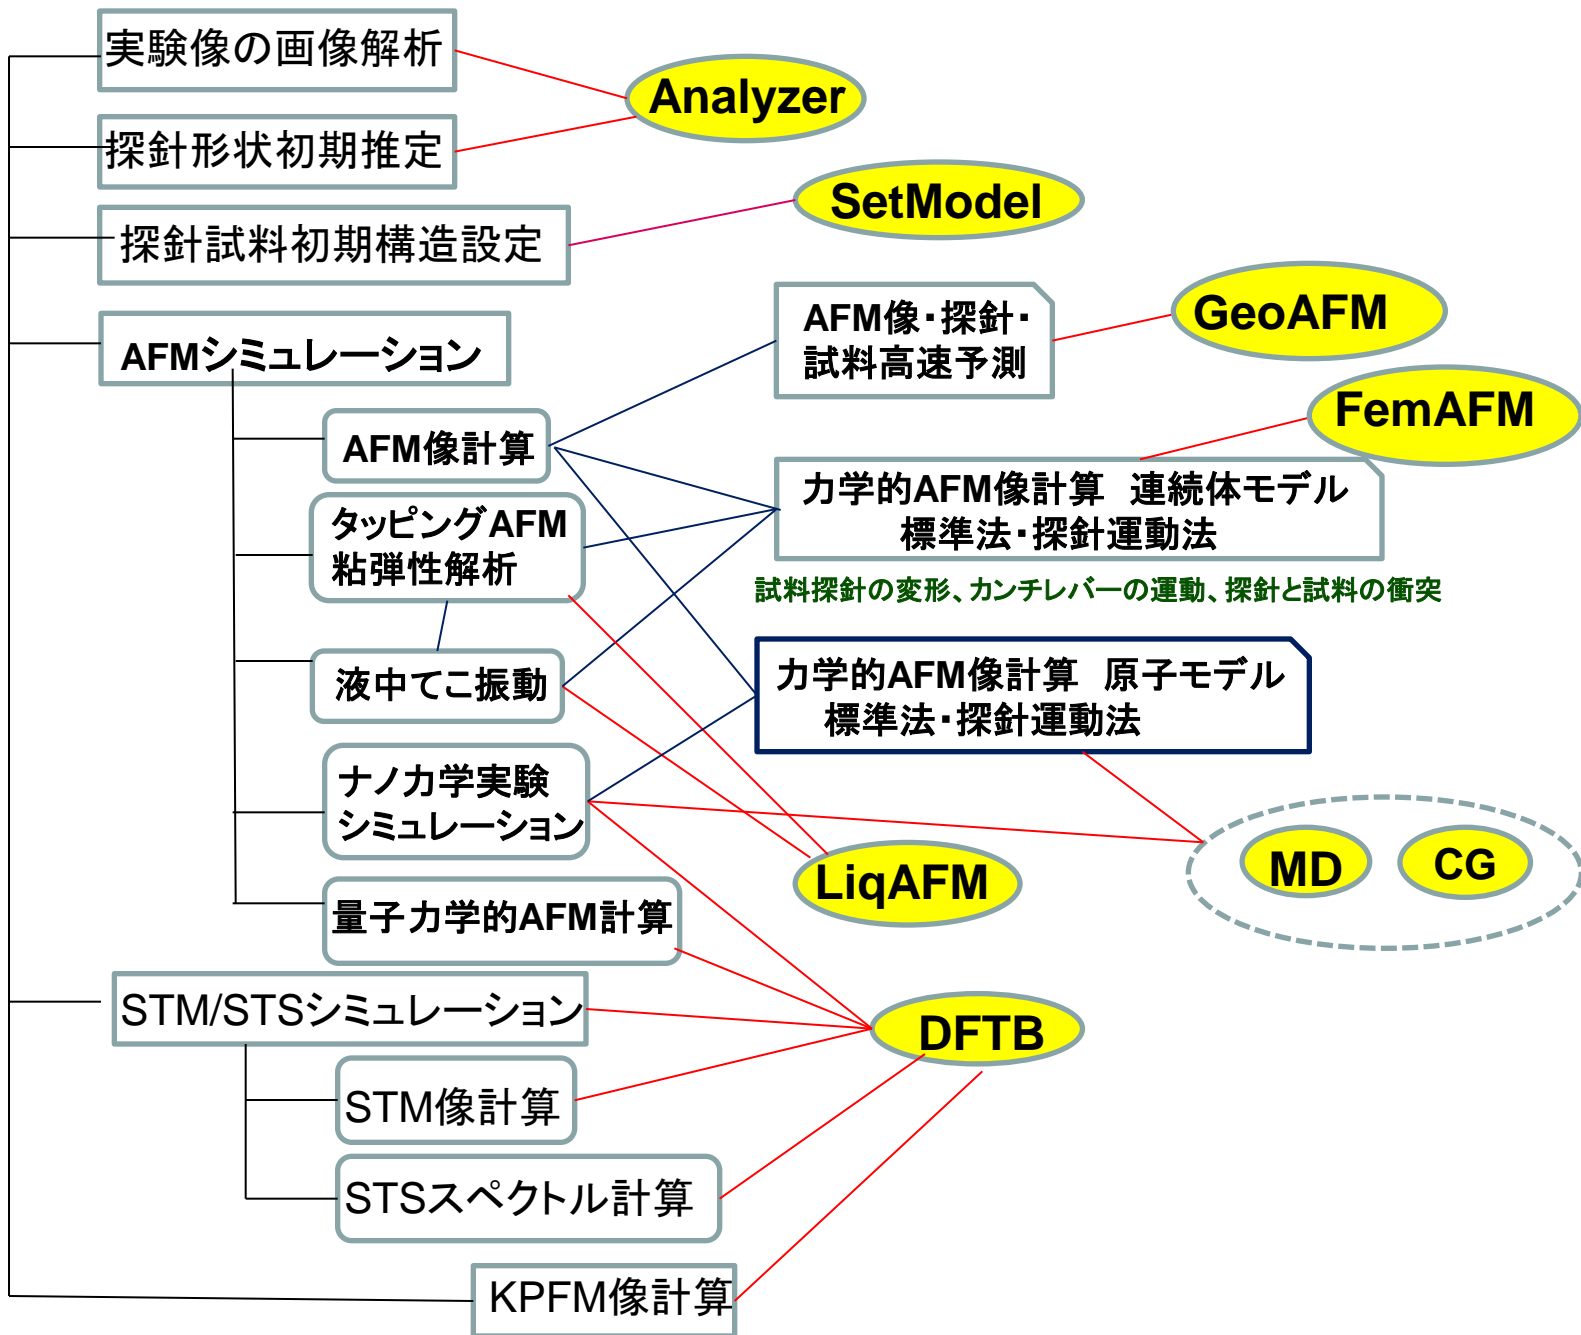 実験像の画像解析
Analyzer
探針形状初期推定
SetModel
探針試料初期構造設定
GeoAFM
AFM像・探針・
試料高速予測
AFMシミュレーション
FemAFM
AFM像計算
力学的AFM像計算　連続体モデル
標準法・探針運動法
タッピングAFM
粘弾性解析
試料探針の変形、カンチレバーの運動、探針と試料の衝突
液中てこ振動
力学的AFM像計算　原子モデル
標準法・探針運動法
ナノ力学実験
シミュレーション
LiqAFM
MD
CG
量子力学的AFM計算
STM/STSシミュレーション
DFTB
STM像計算
STSスペクトル計算
KPFM像計算